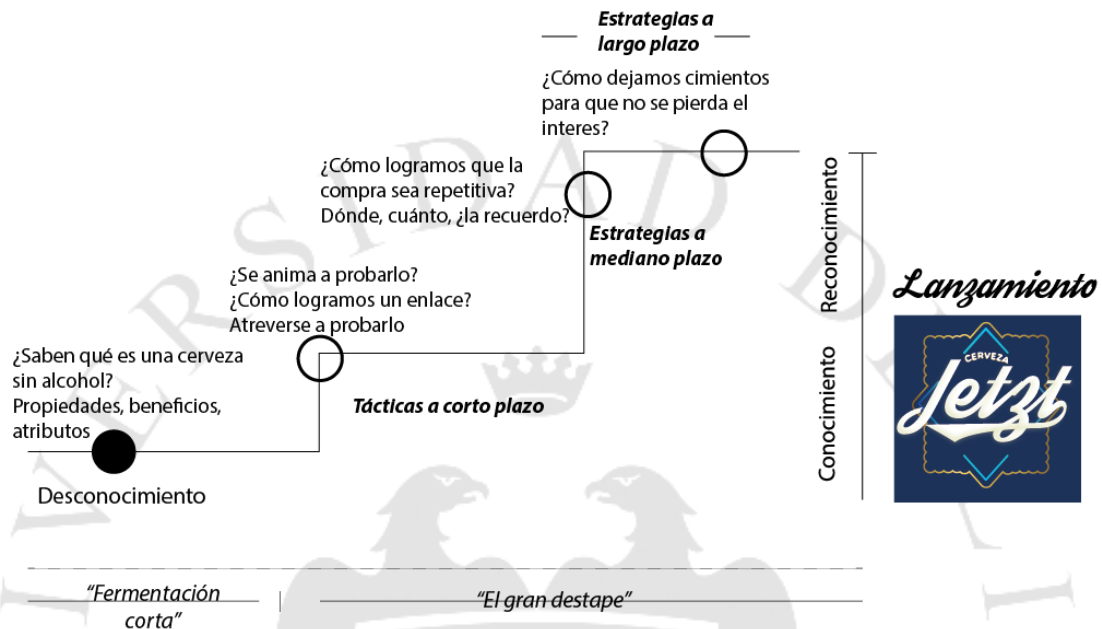 Estrategias a
largo plazo
¿Cómo dejamos cimientos
para que no se pierda el
interes?
¿Cómo logramos que la
compra sea repetitiva?
Dónde, cuánto, ¿la recuerdo?
Estrategias a
mediano plazo
¿Se anima a probarlo?
¿Cómo logramos un enlace?
Atreverse a probarlo
¿Saben qué es una cerveza
sin alcohol?
Propiedades, beneficios,
atributos
Tácticas a corto plazo
Desconocimiento
Reconocimiento
Conocimiento
Lanzamiento
CERVEZA
Jetzt
"Fermentación
corta"
"El gran destape"
VERSIDAD DE LI